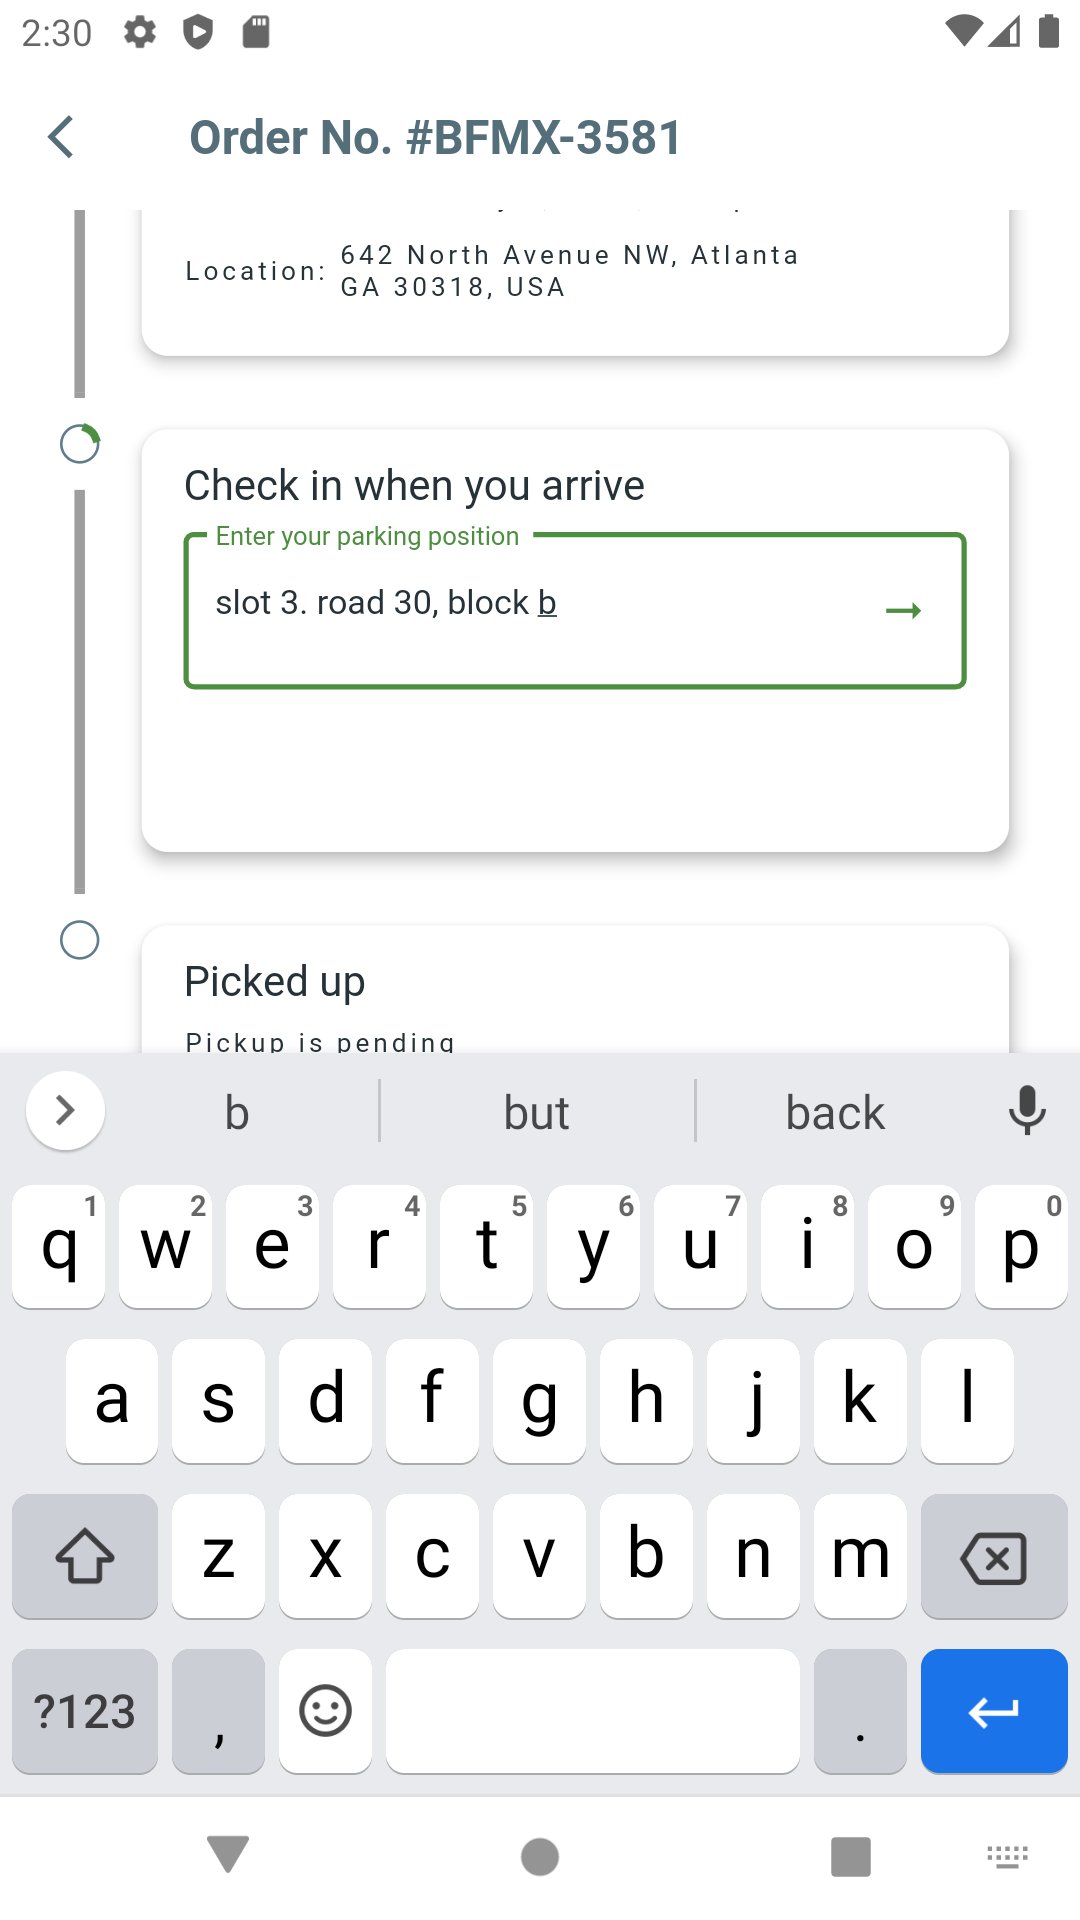 2:30
Order No. #BFMX-3581
Location:
642 North Avenue NW, Atlanta
GA 30318, USA
Check in when you arrive
Enter your parking position
slot 3. road 30, block b
Picked up
Pickup is pending
b but back
1 2 3 4 5 6 7 8 9 0
q w e r t y u i o p
a s d f g h j k l
z x c v b n m
?123 , .